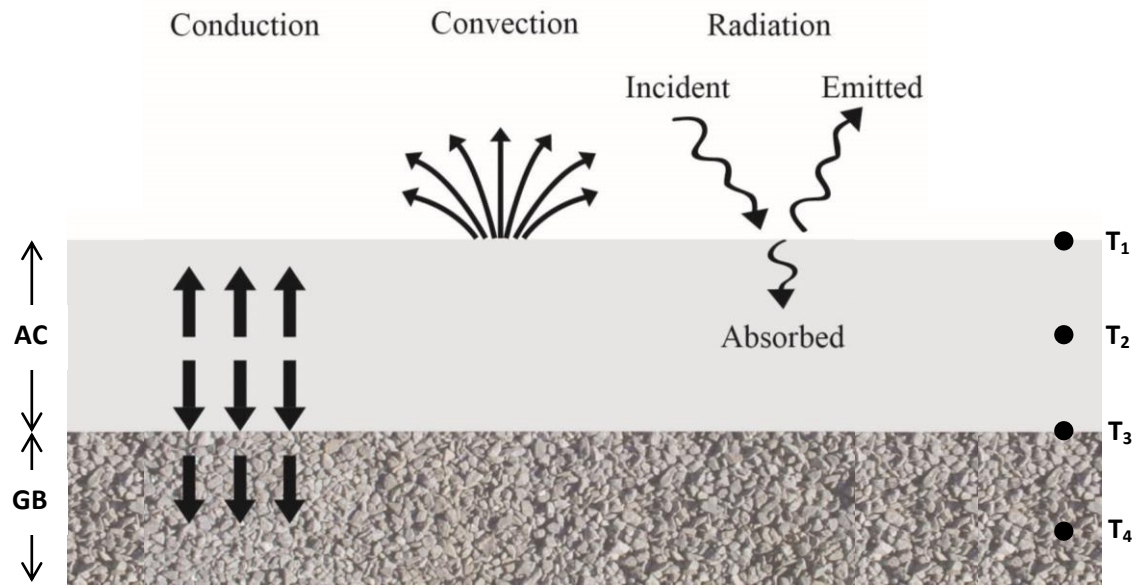 Conduction
Convection
Radiation
Incident
Emitted
T₁
AC
Absorbed
T₂
T₃
GB
T₄